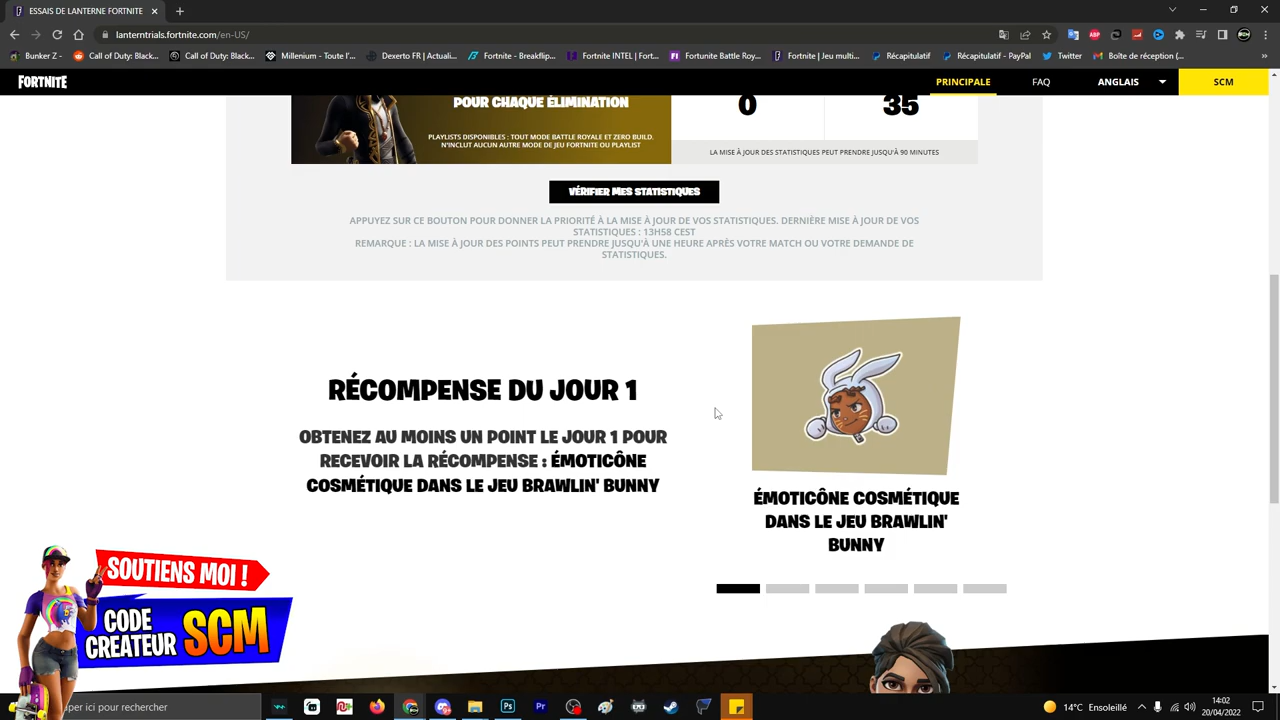 ESSAIS DE LANTERNE FORTNITE
lanterntrials.fortnite.com/en-US/
Bunker Z -
Call of Duty: Black...
Call of Duty: Black...
Millenium - Toute l'...
Dexerto FR | Actuali...
Fortnite - Breakflip...
Fortnite INTEL | Fort...
Fortunite Battle Roy...
Fortnite | Jeu multi...
Récapitulatif
Récapitulatif - PayPal
Twitter
Boîte de réception (...
»
FORTNITE
PRINCIPALE
FAQ
ANGLAIS
SCM
POUR CHAQUE ÉLIMINATION
0
35
PLAYLISTS DISPONIBLES : TOUT MODE BATTLE ROYALE ET ZERO BUILD.
N'INCLUT AUCUN AUTRE MODE DE JEU FORTNITE OU PLAYLIST
LA MISE À JOUR DES STATISTIQUES PEUT PRENDRE JUSQU'À 90 MINUTES
VÉRIFIER MES STATISTIQUES
APPUYEZ SUR CE BOUTON POUR DONNER LA PRIORITÉ À LA MISE À JOUR DE VOS STATISTIQUES. DERNIÈRE MISE À JOUR DE VOS
STATISTIQUES : 13H58 CEST
REMARQUE : LA MISE À JOUR DES POINTS PEUT PRENDRE JUSQU'À UNE HEURE APRÈS VOTRE MATCH OU VOTRE DEMANDE DE
STATISTIQUES.
RÉCOMPENSE DU JOUR 1
OBTENEZ AU MOINS UN POINT LE JOUR 1 POUR
RECEVOIR LA RÉCOMPENSE : ÉMOTICÔNE
COSMÉTIQUE DANS LE JEU BRAWLIN' BUNNY
ÉMOTICÔNE COSMÉTIQUE
DANS LE JEU BRAWLIN'
BUNNY
SOUTIENS MOI !
CODE
CREATEUR SCM
per ici pour rechercher
14°C Ensoleillé
14:02
20/04/2022